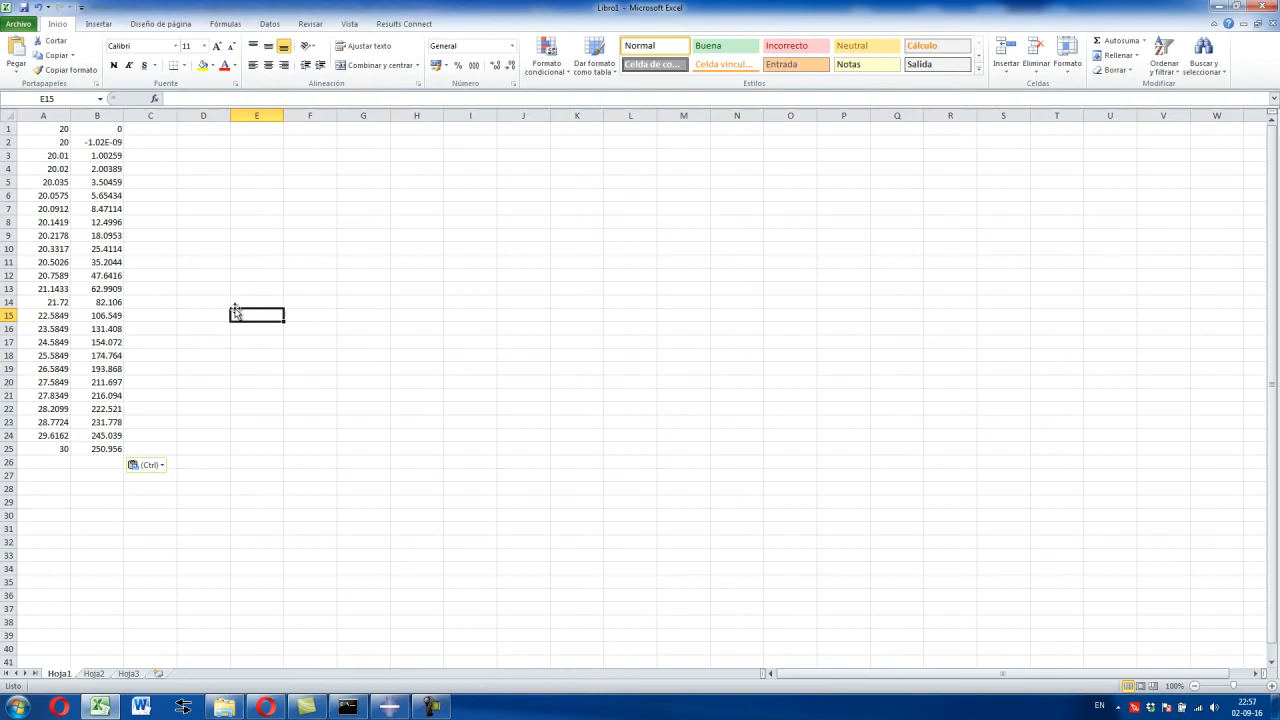 Libro1 - Microsoft Excel
Archivo Inicio Insertar Diseño de página Fórmulas Datos Revisar Vista Results Connect
Pegar Cortar Copiar Copiar formato Portapapeles
Calibri 11 N K S Fuente
Ajustar texto Combinar y centrar Alineación
General % 000 Número
Formato condicional Dar formato como tabla
Normal Buena Incorrecto Neutral Cálculo
Celda de co... Celda vincul... Entrada Notas Salida
Estilos
Insertar Eliminar Formato Celdas
Autosuma Rellenar Borrar Ordenar y filtrar Buscar y seleccionar Modificar
E15 fx
A B C D E F G H I J K L M N O P Q R S T U V W
1 20 0
2 20 -1.02E-09
3 20.01 1.00259
4 20.02 2.00389
5 20.035 3.50459
6 20.0575 5.65434
7 20.0912 8.47114
8 20.1419 12.4996
9 20.2178 18.0953
10 20.3317 25.4114
11 20.5026 35.2044
12 20.7589 47.6416
13 21.1433 62.9909
14 21.72 82.106
15 22.5849 106.549
16 23.5849 131.408
17 24.5849 154.072
18 25.5849 174.764
19 26.5849 193.868
20 27.5849 211.697
21 27.8349 216.094
22 28.2099 222.521
23 28.7724 231.778
24 29.6162 245.039
25 30 250.956
26 (Ctrl)
27
28
29
30
31
32
33
34
35
36
37
38
39
40
41
Hoja1 Hoja2 Hoja3
Listo 100%
EN 22:57
02-09-16